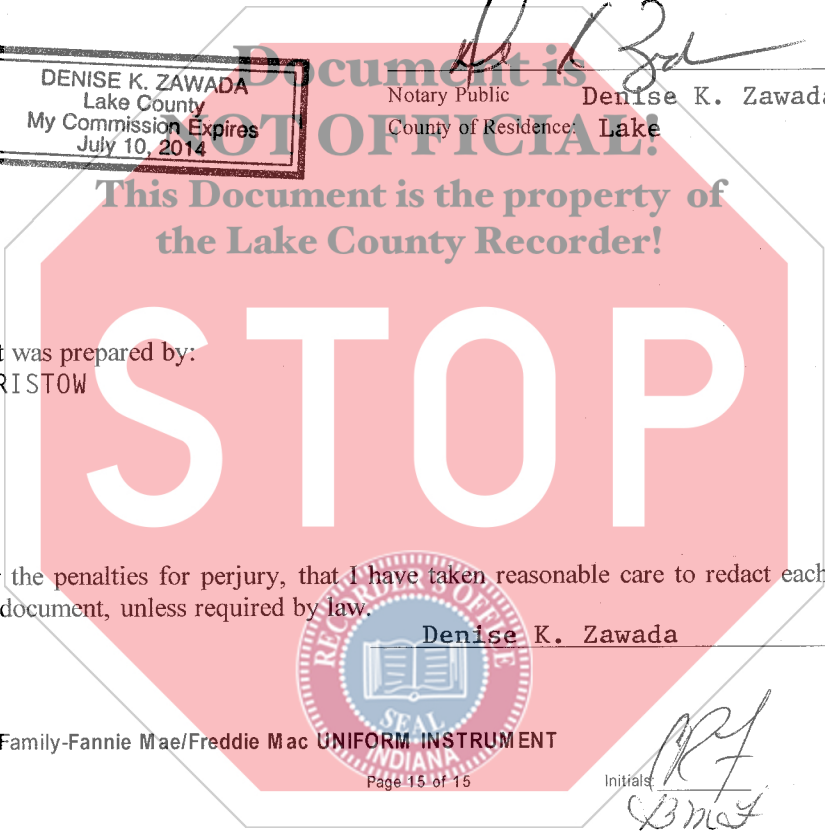 Document is
NOT OFFICIAL!
This Document is the property of
the Lake County Recorder!
STOP
DENISE K. ZAWADA
Lake County
My Commission Expires
July 10, 2014
Notary Public Denise K. Zawada
County of Residence: Lake
t was prepared by:
RISTOW
the penalties for perjury, that I have taken reasonable care to redact each
document, unless required by law.
Denise K. Zawada
RECORDER'S OFFICE
SEAL
INDIANA
Family-Fannie Mae/Freddie Mac UNIFORM INSTRUMENT
Page 15 of 15
Initials: